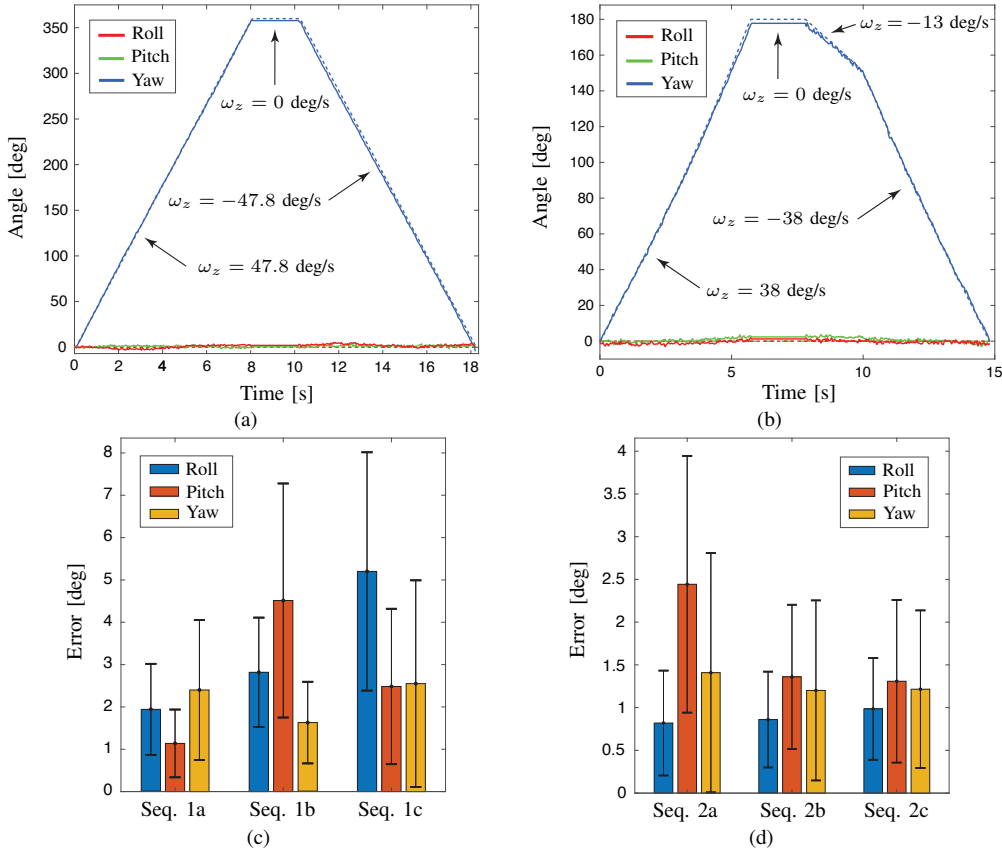 350
300
250
200
150
100
50
0
Angle [deg]
Roll
Pitch
Yaw
ω_z = 0 deg/s
ω_z = −47.8 deg/s
ω_z = 47.8 deg/s
0 2 4 6 8 10 12 14 16 18
Time [s]
(a)
180
160
140
120
100
80
60
40
20
0
Angle [deg]
Roll
Pitch
Yaw
ω_z = −13 deg/s
ω_z = 0 deg/s
ω_z = −38 deg/s
ω_z = 38 deg/s
0 5 10 15
Time [s]
(b)
8
7
6
5
4
3
2
1
0
Error [deg]
Roll
Pitch
Yaw
Seq. 1a Seq. 1b Seq. 1c
(c)
4
3.5
3
2.5
2
1.5
1
0.5
0
Error [deg]
Roll
Pitch
Yaw
Seq. 2a Seq. 2b Seq. 2c
(d)